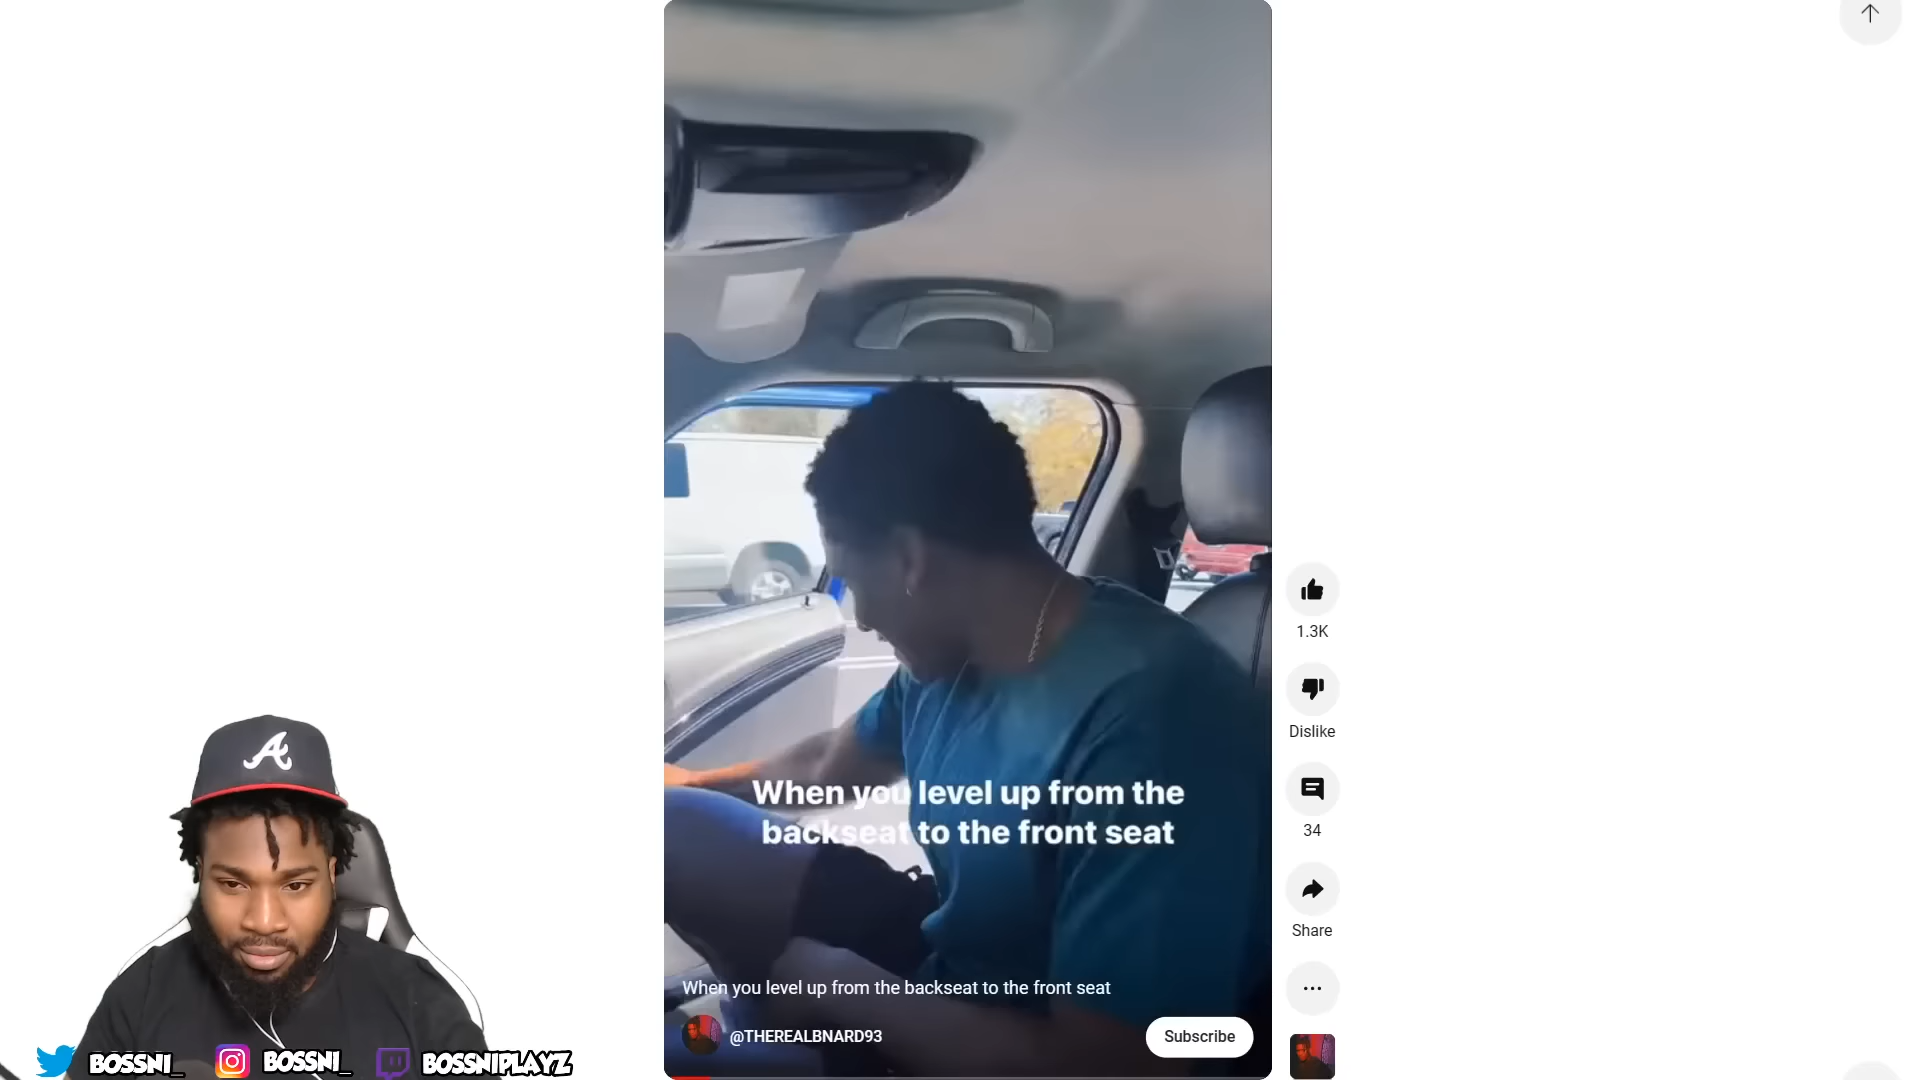 When you level up from the
backseat to the front seat
When you level up from the backseat to the front seat
@THEREALBNARD93
Subscribe
1.3K
Dislike
34
Share
A
BOSSNI_
BOSSNI_
BOSSNIPLAYZ